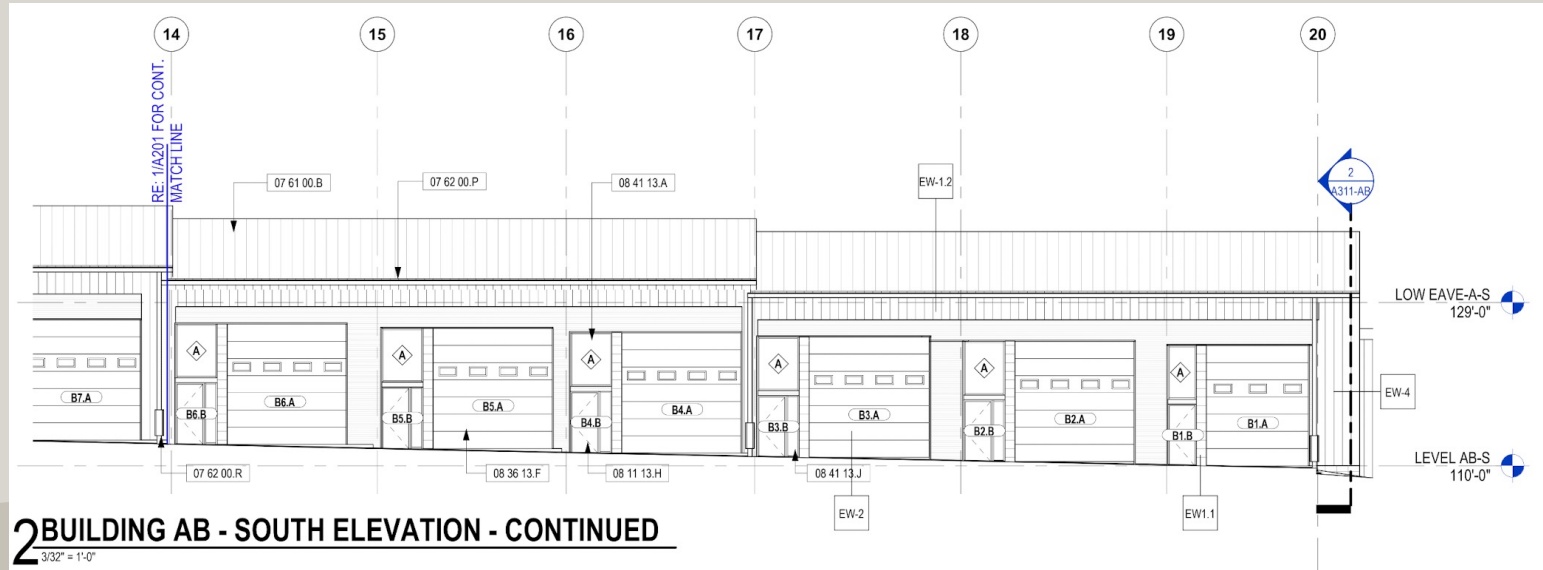 14
15
16
17
18
19
20
RE: 1/A201 FOR CONT.
MATCH LINE
07 61 00.B
07 62 00.P
08 41 13.A
EW-1.2
2
A311-AB
LOW EAVE-A-S
129'-0"
A
A
A
A
A
A
B7.A
B6.B
B6.A
B5.B
B5.A
B4.B
B4.A
B3.B
B3.A
B2.B
B2.A
B1.B
B1.A
EW-4
LEVEL AB-S
110'-0"
07 62 00.R
08 36 13.F
08 11 13.H
08 41 13.J
EW-2
EW1.1
2 BUILDING AB - SOUTH ELEVATION - CONTINUED
3/32" = 1'-0"